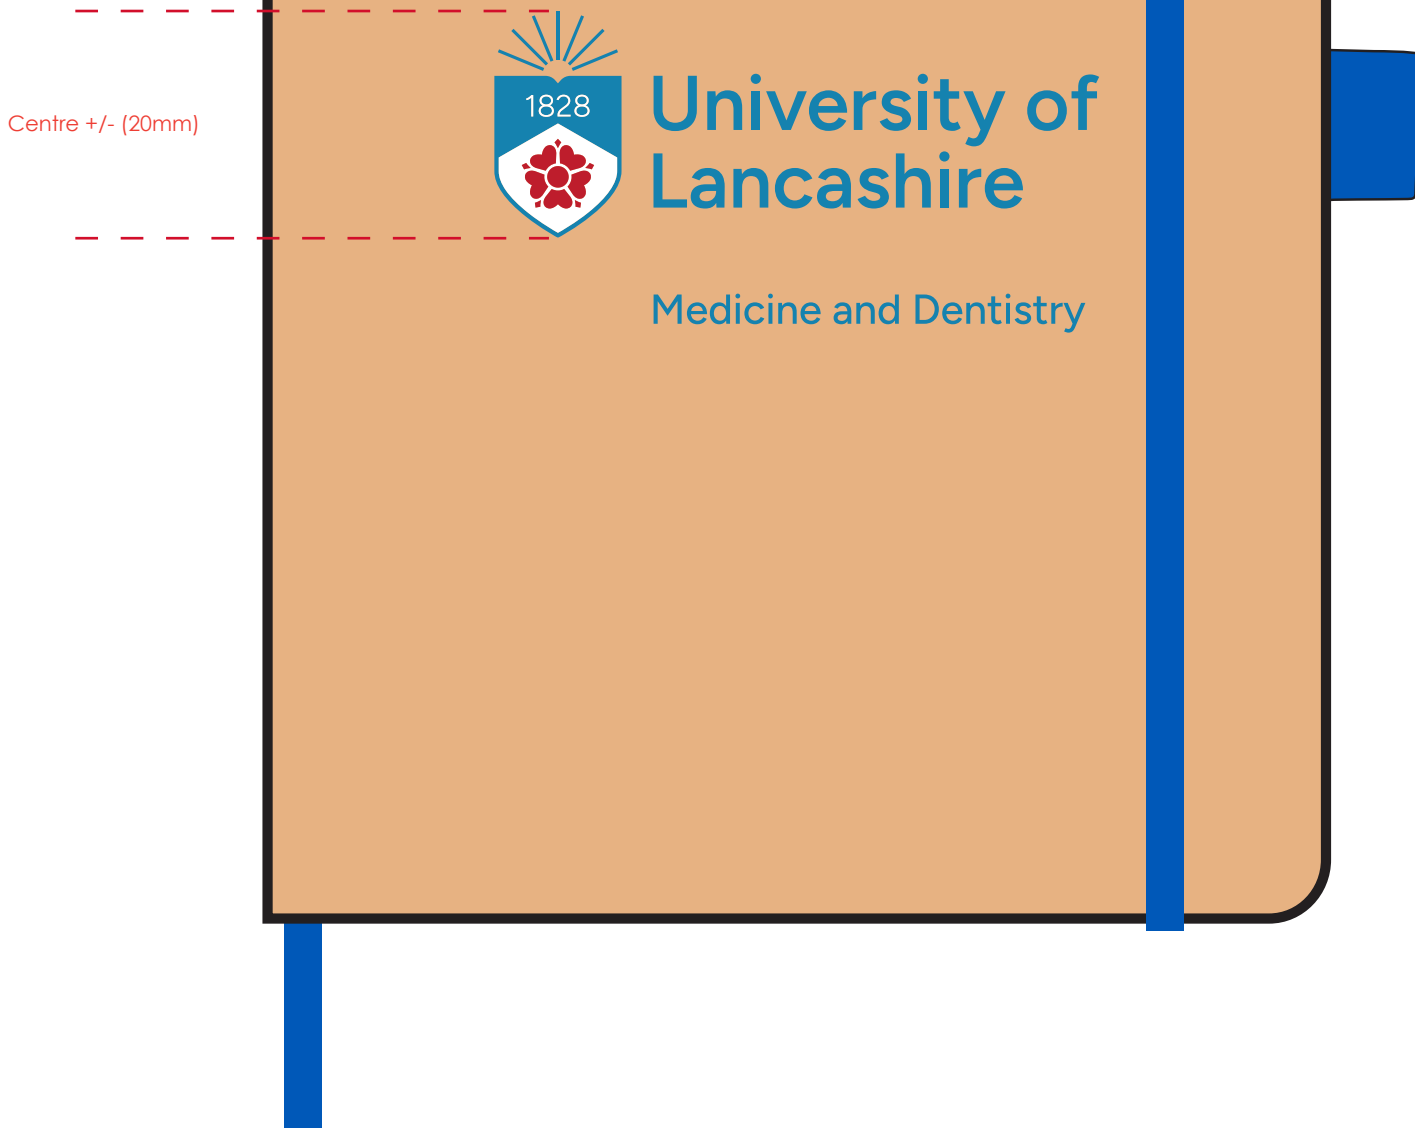 Centre +/- (20mm)
1828
University of
Lancashire
Medicine and Dentistry